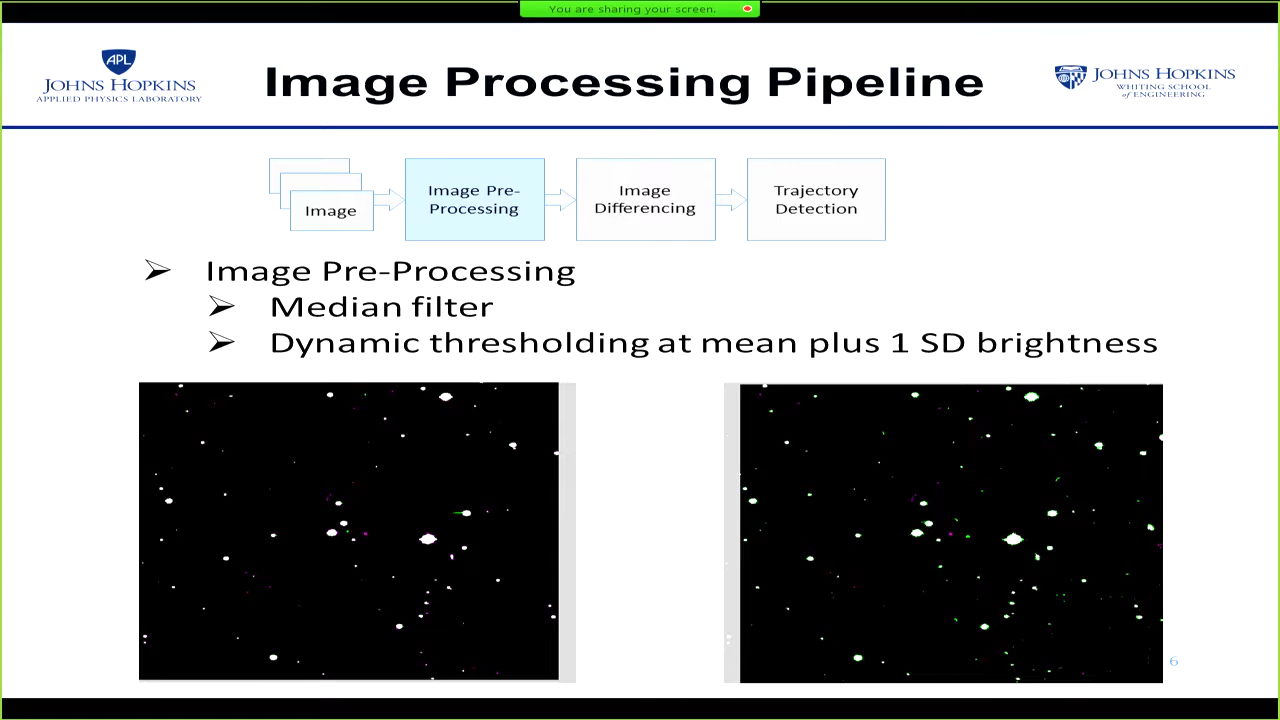 You are sharing your screen.
APL
JOHNS HOPKINS
APPLIED PHYSICS LABORATORY
Image Processing Pipeline
JOHNS HOPKINS
WHITING SCHOOL
of ENGINEERING
Image
Image Pre-
Processing
Image
Differencing
Trajectory
Detection
Image Pre-Processing
Median filter
Dynamic thresholding at mean plus 1 SD brightness
6